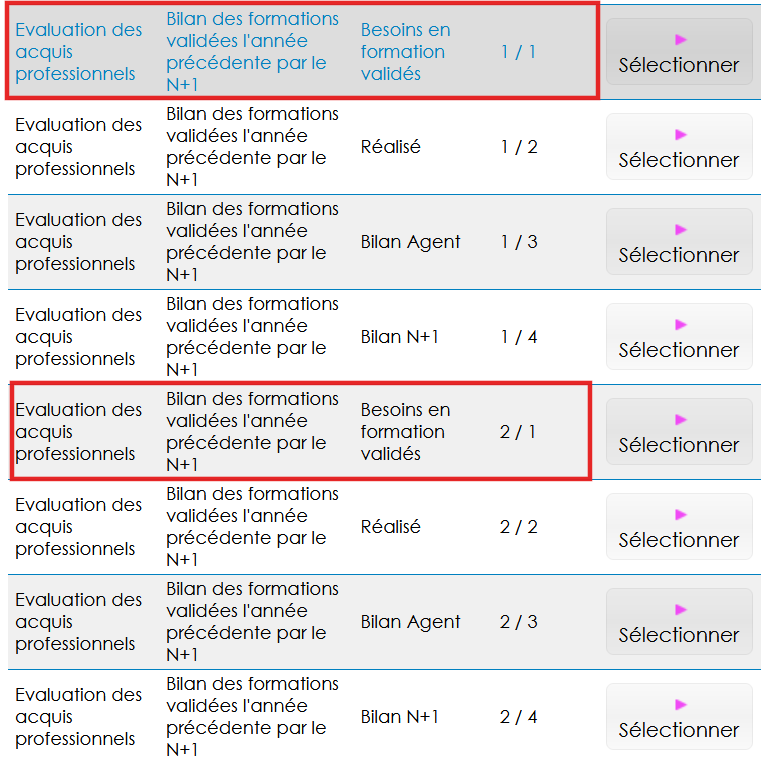 Evaluation des
acquis
professionnels
Bilan des formations
validées l'année
précédente par le
N+1
Besoins en
formation
validés
1 / 1
Sélectionner
Evaluation des
acquis
professionnels
Bilan des formations
validées l'année
précédente par le
N+1
Réalisé
1 / 2
Sélectionner
Evaluation des
acquis
professionnels
Bilan des formations
validées l'année
précédente par le
N+1
Bilan Agent
1 / 3
Sélectionner
Evaluation des
acquis
professionnels
Bilan des formations
validées l'année
précédente par le
N+1
Bilan N+1
1 / 4
Sélectionner
Evaluation des
acquis
professionnels
Bilan des formations
validées l'année
précédente par le
N+1
Besoins en
formation
validés
2 / 1
Sélectionner
Evaluation des
acquis
professionnels
Bilan des formations
validées l'année
précédente par le
N+1
Réalisé
2 / 2
Sélectionner
Evaluation des
acquis
professionnels
Bilan des formations
validées l'année
précédente par le
N+1
Bilan Agent
2 / 3
Sélectionner
Evaluation des
acquis
professionnels
Bilan des formations
validées l'année
précédente par le
N+1
Bilan N+1
2 / 4
Sélectionner